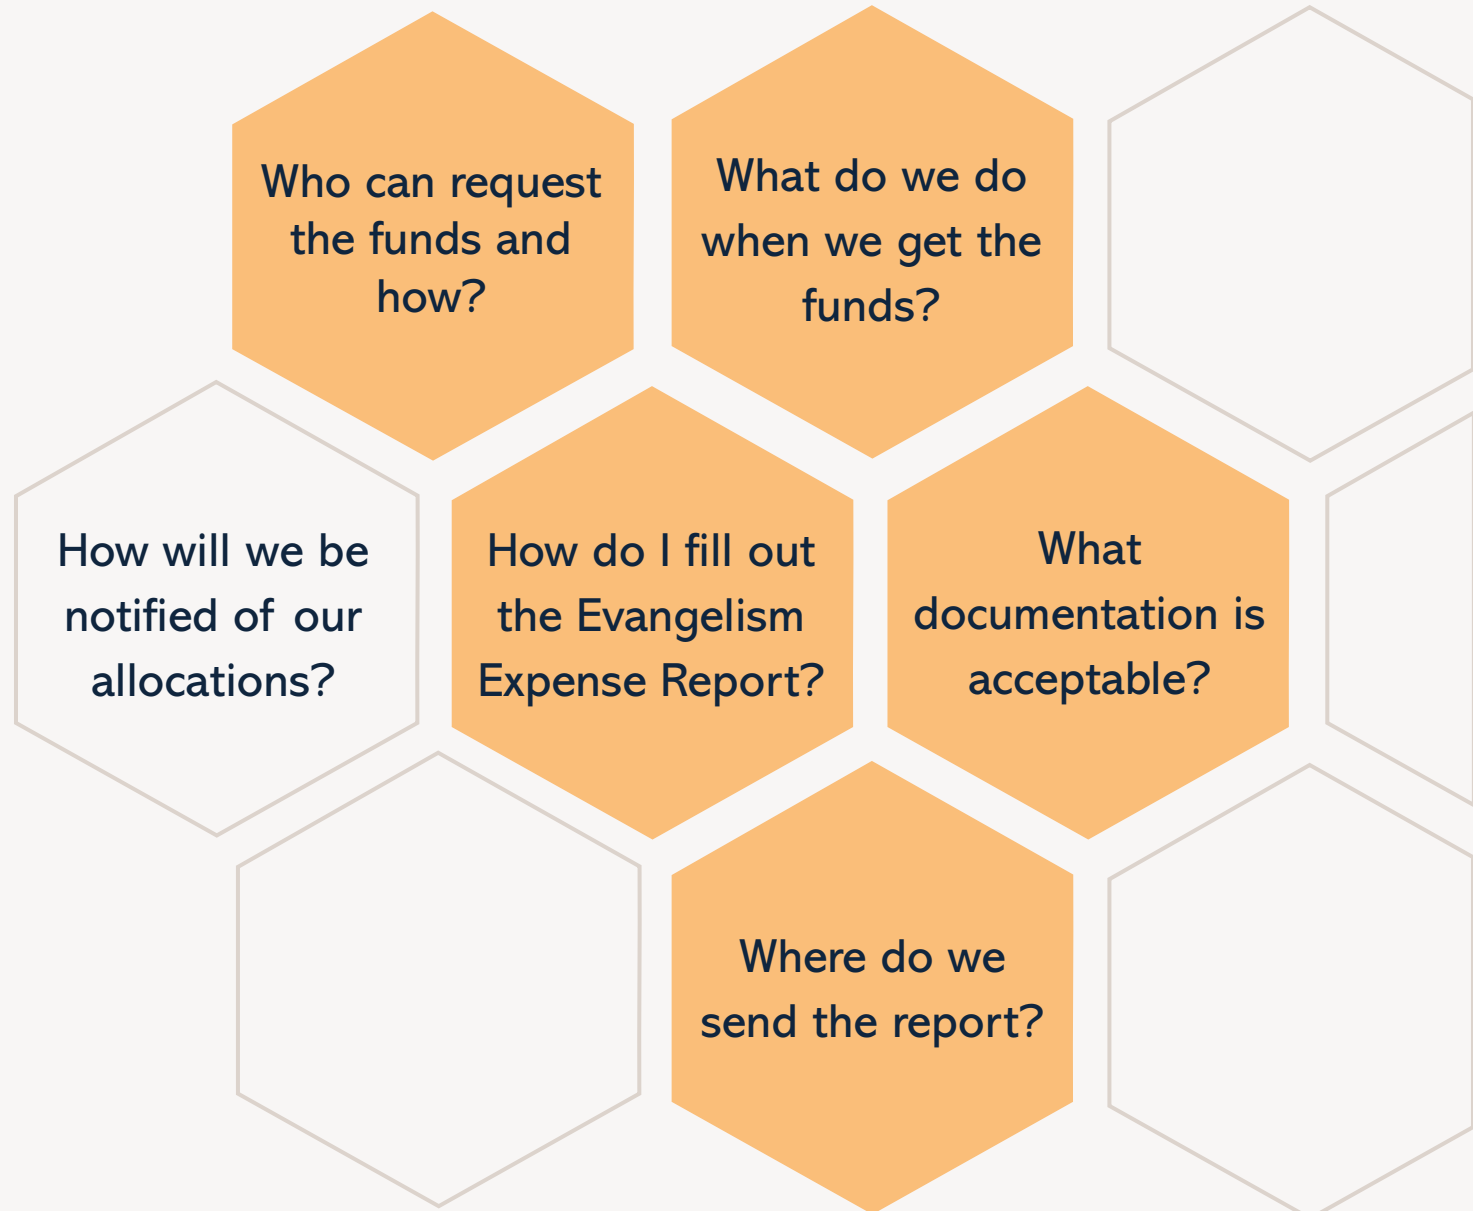 Who can request
the funds and
how?
What do we do
when we get the
funds?
How will we be
notified of our
allocations?
How do I fill out
the Evangelism
Expense Report?
What
documentation is
acceptable?
Where do we
send the report?